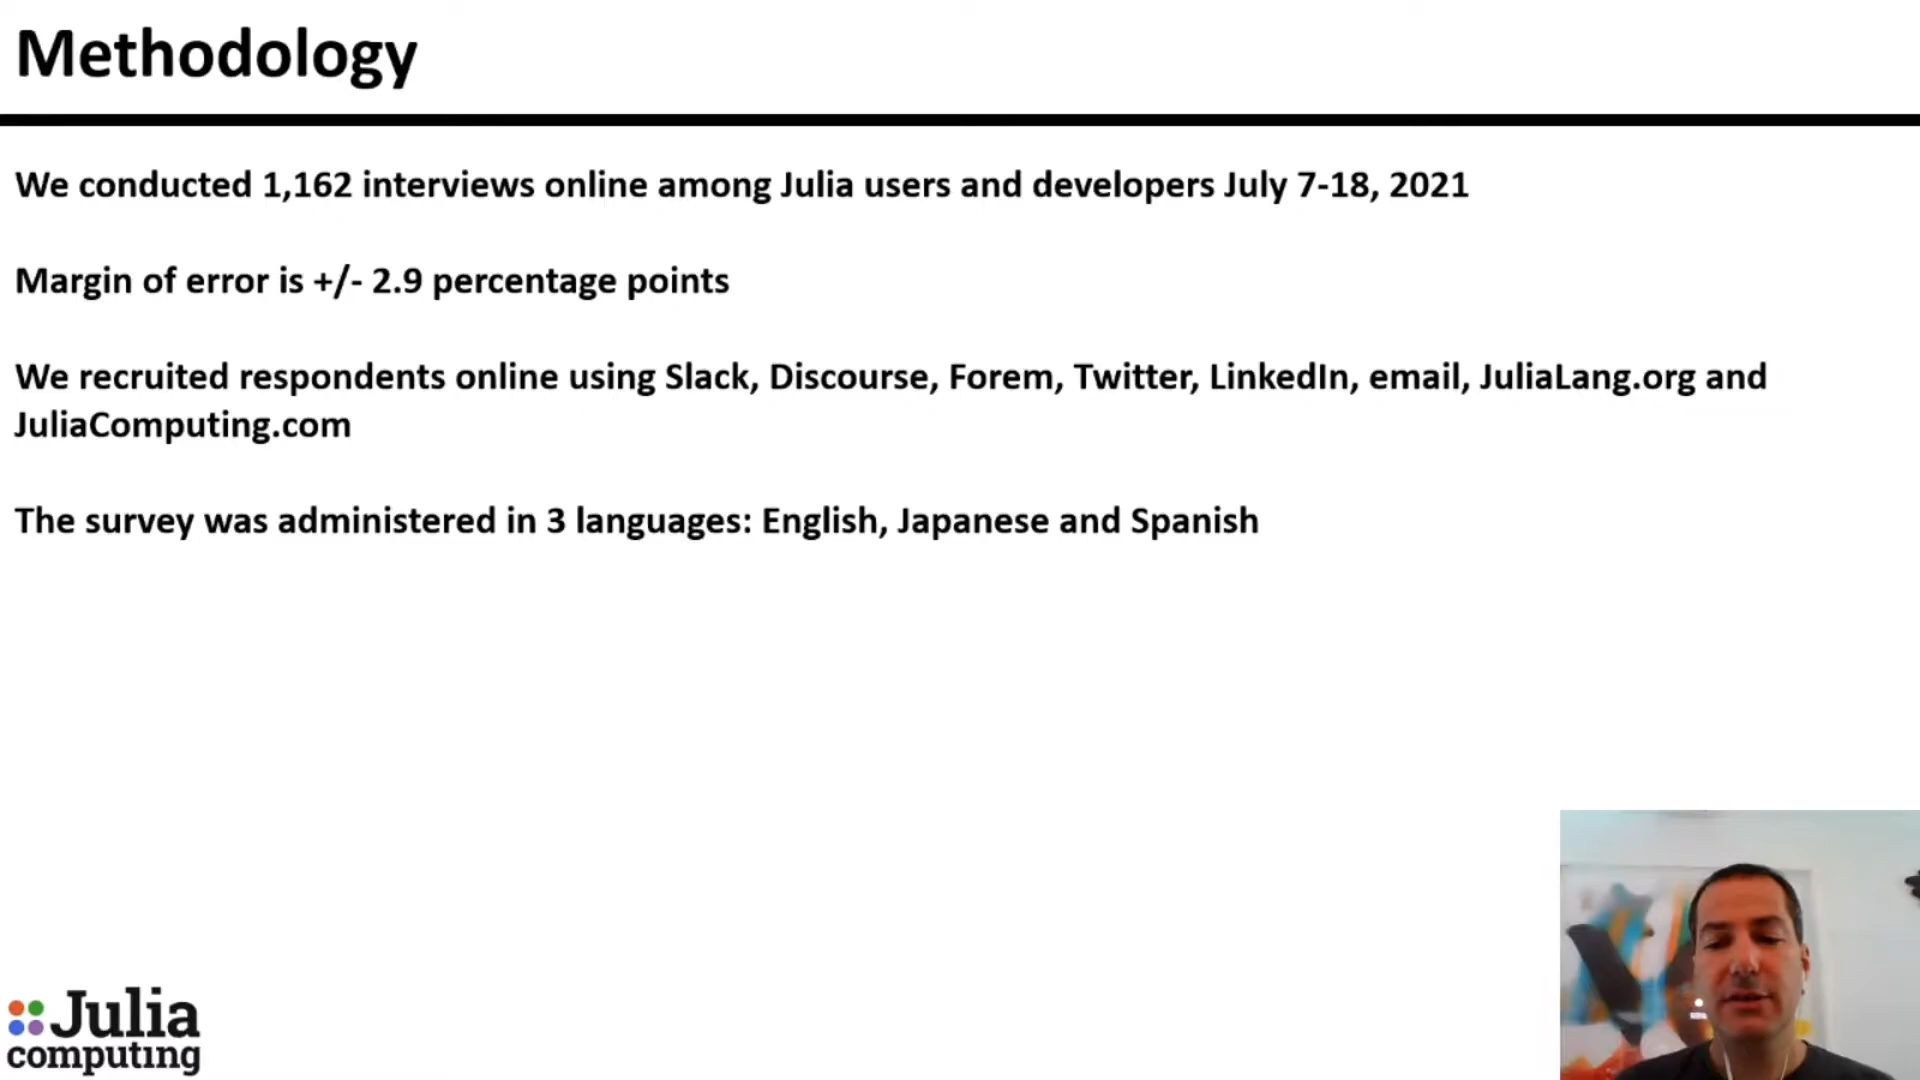 Methodology
We conducted 1,162 interviews online among Julia users and developers July 7-18, 2021
Margin of error is +/- 2.9 percentage points
We recruited respondents online using Slack, Discourse, Forem, Twitter, LinkedIn, email, JuliaLang.org and
JuliaComputing.com
The survey was administered in 3 languages: English, Japanese and Spanish
Julia
computing